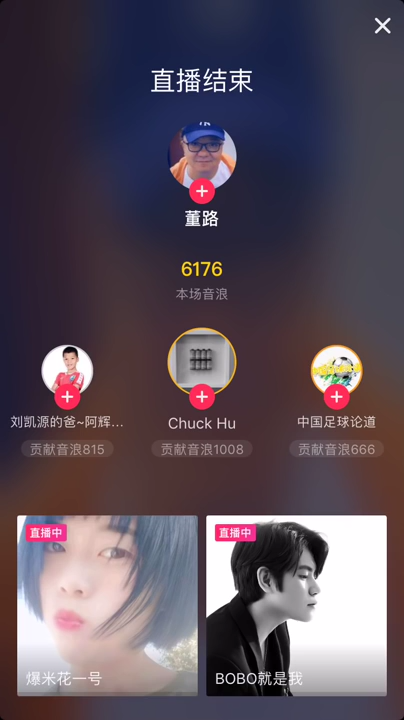 直播结束
董路
6176
本场音浪
刘凯源的爸~阿辉...
Chuck Hu
中国足球论道
贡献音浪815
贡献音浪1008
贡献音浪666
直播中
直播中
爆米花一号
BOBO就是我